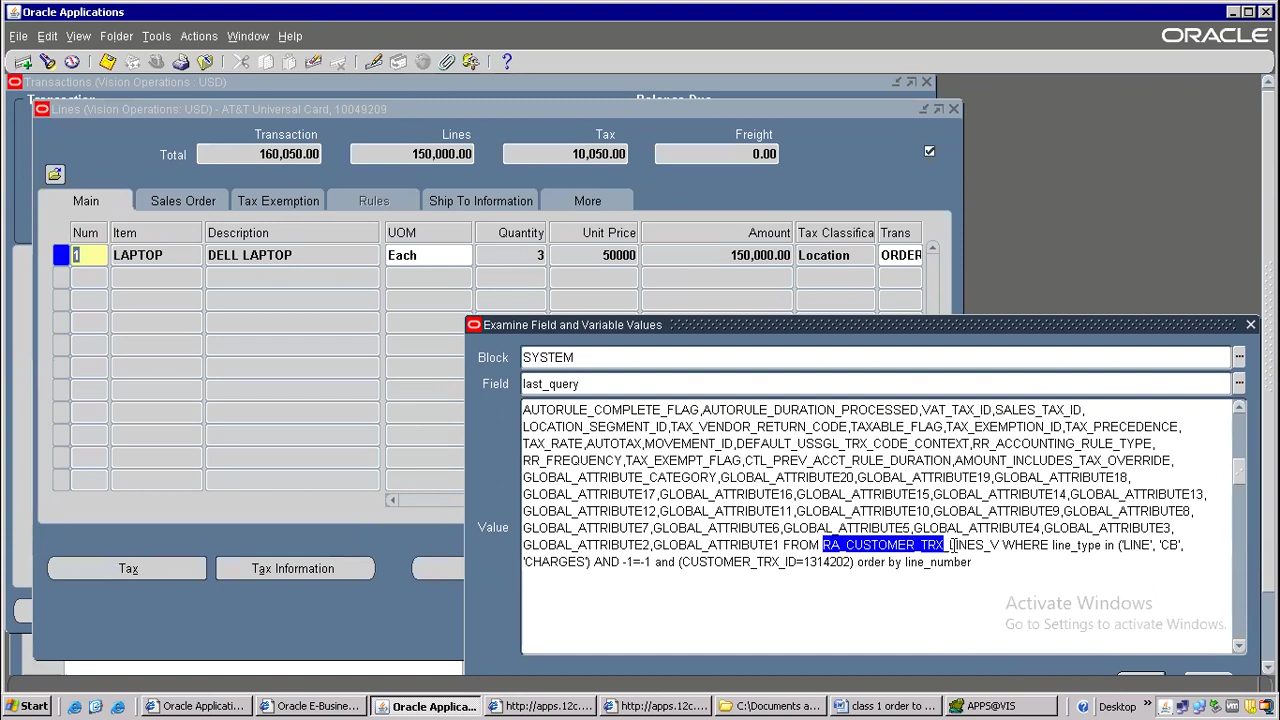 Oracle Applications
File Edit View Folder Tools Actions Window Help
ORACLE
Transactions (Vision Operations: USD)
Transaction Balance Due
Lines (Vision Operations: USD) - AT&T Universal Card, 10049209
Transaction Lines Tax Freight
Total 160,050.00 150,000.00 10,050.00 0.00
Main Sales Order Tax Exemption Rules Ship To Information More
Num Item Description UOM Quantity Unit Price Amount Tax Classifica Trans
1 LAPTOP DELL LAPTOP Each 3 50000 150,000.00 Location ORDER
Examine Field and Variable Values
Block SYSTEM
Field last_query
AUTORULE_COMPLETE_FLAG,AUTORULE_DURATION_PROCESSED,VAT_TAX_ID,SALES_TAX_ID,
LOCATION_SEGMENT_ID,TAX_VENDOR_RETURN_CODE,TAXABLE_FLAG,TAX_EXEMPTION_ID,TAX_PRECEDENCE,
TAX_RATE,AUTOTAX,MOVEMENT_ID,DEFAULT_USSGL_TRX_CODE_CONTEXT,RR_ACCOUNTING_RULE_TYPE,
RR_FREQUENCY,TAX_EXEMPT_FLAG,CTL_PREV_ACCT_RULE_DURATION,AMOUNT_INCLUDES_TAX_OVERRIDE,
GLOBAL_ATTRIBUTE_CATEGORY,GLOBAL_ATTRIBUTE20,GLOBAL_ATTRIBUTE19,GLOBAL_ATTRIBUTE18,
GLOBAL_ATTRIBUTE17,GLOBAL_ATTRIBUTE16,GLOBAL_ATTRIBUTE15,GLOBAL_ATTRIBUTE14,GLOBAL_ATTRIBUTE13,
GLOBAL_ATTRIBUTE12,GLOBAL_ATTRIBUTE11,GLOBAL_ATTRIBUTE10,GLOBAL_ATTRIBUTE9,GLOBAL_ATTRIBUTE8,
Value GLOBAL_ATTRIBUTE7,GLOBAL_ATTRIBUTE6,GLOBAL_ATTRIBUTE5,GLOBAL_ATTRIBUTE4,GLOBAL_ATTRIBUTE3,
GLOBAL_ATTRIBUTE2,GLOBAL_ATTRIBUTE1 FROM RA_CUSTOMER_TRX_LINES_V WHERE line_type in ('LINE', 'CB',
'CHARGES') AND -1=-1 and (CUSTOMER_TRX_ID=1314202) order by line_number
Tax Tax Information
Activate Windows
Go to Settings to activate Windows.
Start Oracle Application... Oracle E-Business... Oracle Applica... http://apps.12c... http://apps.12c... C:\Documents a... class 1 order to ... APPS@VIS Desktop